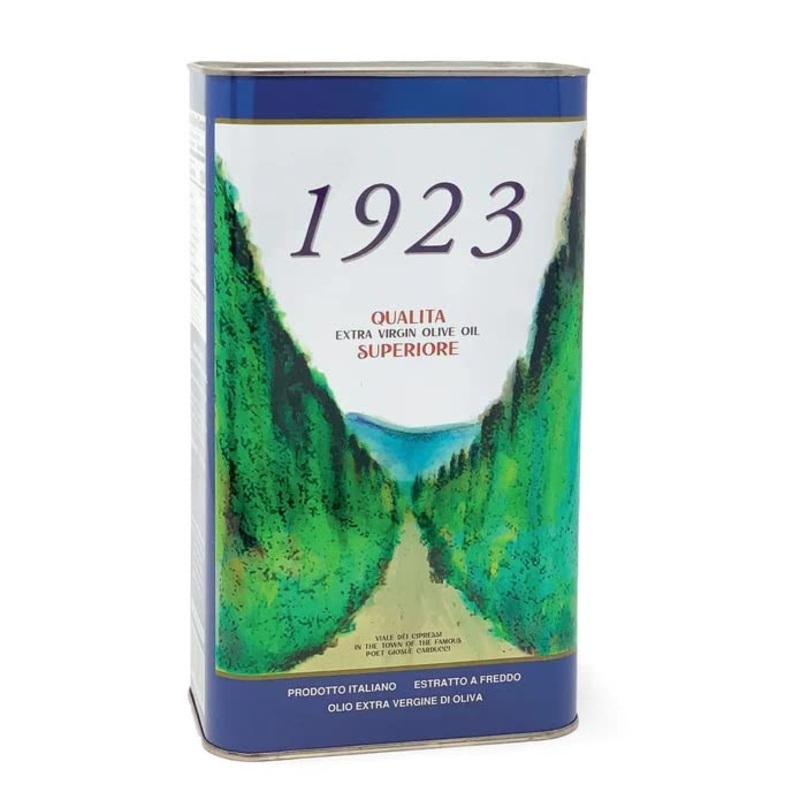 1923
QUALITA
EXTRA VIRGIN OLIVE OIL
SUPERIORE
VIALE DEI CIPRESSI
IN THE TOWN OF THE FAMOUS
POET GIOSUÈ CARDUCCI
PRODOTTO ITALIANO ESTRATTO A FREDDO
OLIO EXTRA VERGINE DI OLIVA